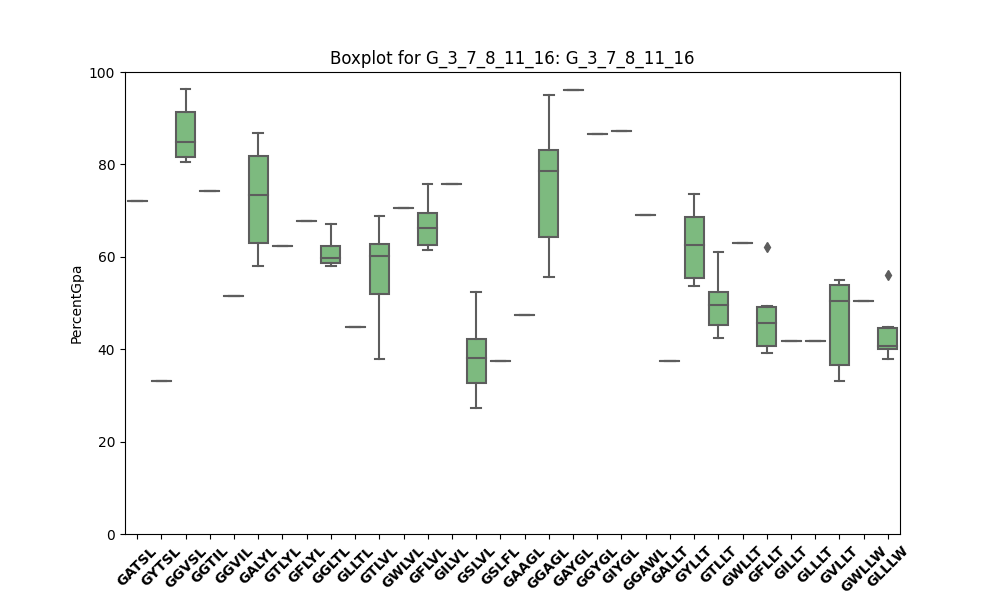 Boxplot for G_3_7_8_11_16: G_3_7_8_11_16
PercentGpa
100
80
60
40
20
0
GATSL
GYTSL
GGVSL
GGTIL
GGVIL
GALYL
GTLYL
GFLYL
GGLTL
GLLTL
GTLVL
GWLVL
GFLVL
GILVL
GSLVL
GSLFL
GAAGL
GGAGL
GAYGL
GGYGL
GIYGL
GGAWL
GALLT
GYLLT
GTLLT
GWLLT
GFLLT
GILLT
GLLLT
GVLLT
GWLLW
GLLLW